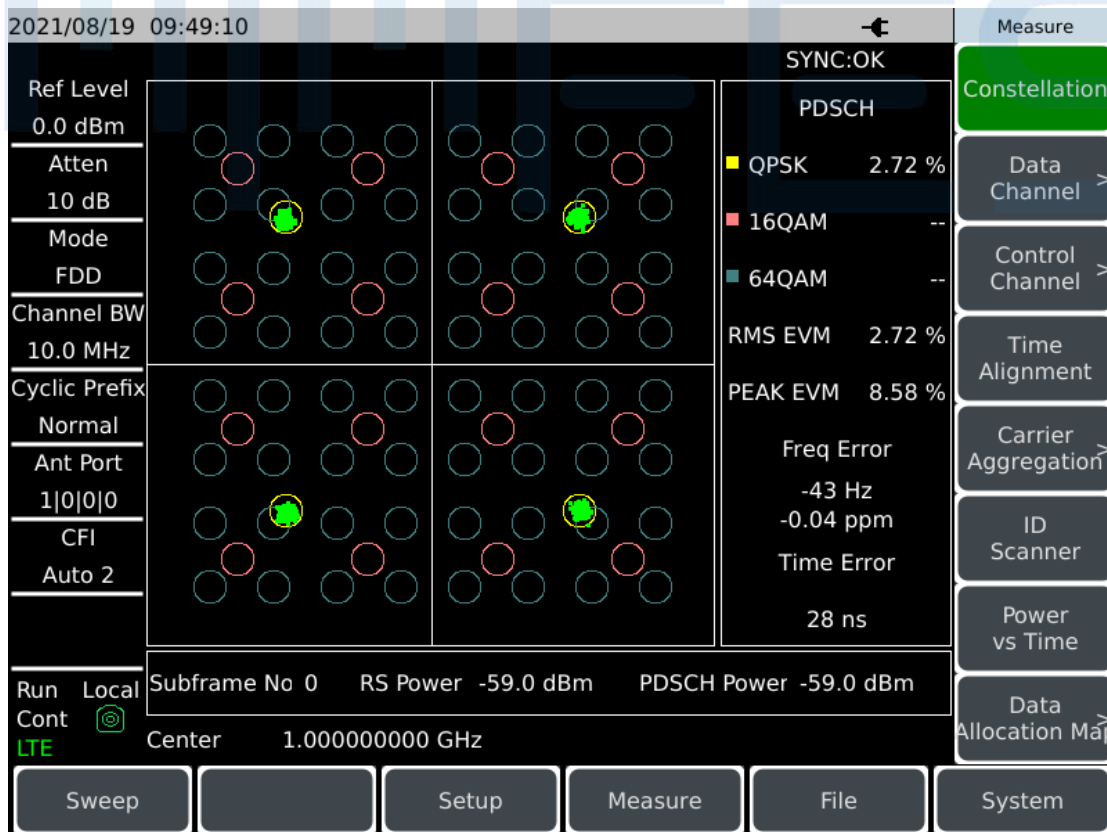 2021/08/19 09:49:10
Measure
SYNC:OK
Ref Level
0.0 dBm
Atten
10 dB
Mode
FDD
Channel BW
10.0 MHz
Cyclic Prefix
Normal
Ant Port
1|0|0|0
CFI
Auto 2
Run Local
Cont
LTE
PDSCH
QPSK 2.72 %
16QAM --
64QAM --
RMS EVM 2.72 %
PEAK EVM 8.58 %
Freq Error
-43 Hz
-0.04 ppm
Time Error
28 ns
Subframe No 0 RS Power -59.0 dBm PDSCH Power -59.0 dBm
Center 1.000000000 GHz
Constellation
Data
Channel >
Control
Channel >
Time
Alignment
Carrier
Aggregation >
ID
Scanner
Power
vs Time
Data
Allocation Map >
Sweep
Setup
Measure
File
System